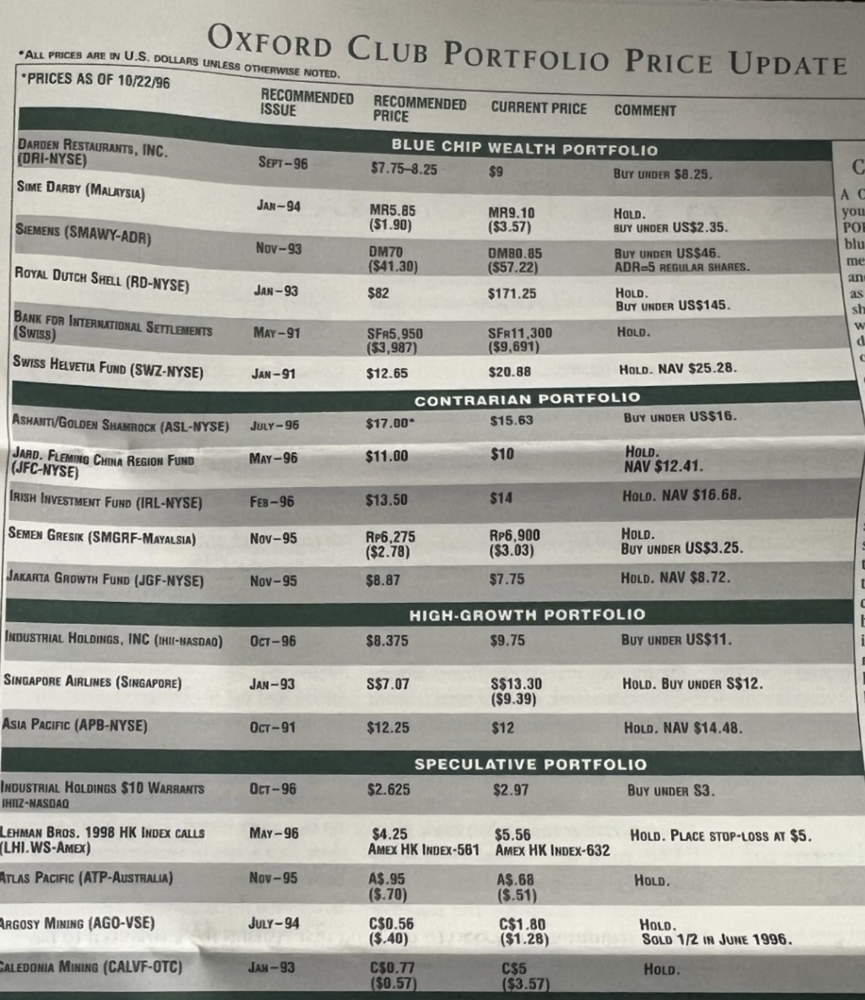 OXFORD CLUB PORTFOLIO PRICE UPDATE
*ALL PRICES ARE IN U.S. DOLLARS UNLESS OTHERWISE NOTED.
*PRICES AS OF 10/22/96
RECOMMENDED ISSUE RECOMMENDED PRICE CURRENT PRICE COMMENT
BLUE CHIP WEALTH PORTFOLIO
DARDEN RESTAURANTS, INC. SEPT-96 $7.75-8.25 $9 BUY UNDER $8.25.
(DRI-NYSE)
SIME DARBY (MALAYSIA) JAN-94 MR5.85 MR9.10 HOLD.
($1.90) ($3.57) BUY UNDER US$2.35.
SIEMENS (SMAWY-ADR) NOV-93 DM70 DM80.85 BUY UNDER US$46.
($41.30) ($57.22) ADR=5 REGULAR SHARES.
ROYAL DUTCH SHELL (RD-NYSE) JAN-93 $82 $171.25 HOLD.
BUY UNDER US$145.
BANK FOR INTERNATIONAL SETTLEMENTS MAY-91 SFR5,950 SFR11,300 HOLD.
(SWISS) ($3,987) ($9,691)
SWISS HELVETIA FUND (SWZ-NYSE) JAN-91 $12.65 $20.88 HOLD. NAV $25.28.
CONTRARIAN PORTFOLIO
ASHANTI/GOLDEN SHAMROCK (ASL-NYSE) JULY-96 $17.00* $15.63 BUY UNDER US$16.
JARD. FLEMING CHINA REGION FUND MAY-96 $11.00 $10 HOLD.
(JFC-NYSE) NAV $12.41.
IRISH INVESTMENT FUND (IRL-NYSE) FEB-96 $13.50 $14 HOLD. NAV $16.68.
SEMEN GRESIK (SMGRF-MAYALSIA) NOV-95 RP6,275 RP6,900 HOLD.
($2.78) ($3.03) BUY UNDER US$3.25.
JAKARTA GROWTH FUND (JGF-NYSE) NOV-95 $8.87 $7.75 HOLD. NAV $8.72.
HIGH-GROWTH PORTFOLIO
INDUSTRIAL HOLDINGS, INC (IHII-NASDAQ) OCT-96 $8.375 $9.75 BUY UNDER US$11.
SINGAPORE AIRLINES (SINGAPORE) JAN-93 S$7.07 S$13.30 HOLD. BUY UNDER S$12.
($9.39)
ASIA PACIFIC (APB-NYSE) OCT-91 $12.25 $12 HOLD. NAV $14.48.
SPECULATIVE PORTFOLIO
INDUSTRIAL HOLDINGS $10 WARRANTS OCT-96 $2.625 $2.97 BUY UNDER $3.
IHIIZ-NASDAQ
LEHMAN BROS. 1998 HK INDEX CALLS MAY-96 $4.25 $5.56 HOLD. PLACE STOP-LOSS AT $5.
(LHI.WS-AMEX) AMEX HK INDEX-561 AMEX HK INDEX-632
ATLAS PACIFIC (ATP-AUSTRALIA) NOV-95 A$.95 A$.68 HOLD.
($.70) ($.51)
ARGOSY MINING (AGO-VSE) JULY-94 C$0.56 C$1.80 HOLD.
($.40) ($1.28) SOLD 1/2 IN JUNE 1996.
CALEDONIA MINING (CALVF-OTC) JAN-93 C$0.77 C$5 HOLD.
($0.57) ($3.57)